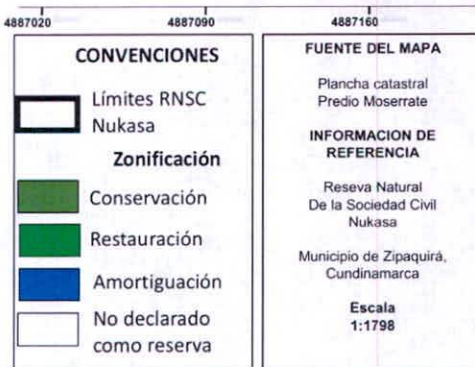 4887020 4887090 4887160
CONVENCIONES
Límites RNSC
Nukasa
Zonificación
Conservación
Restauración
Amortiguación
No declarado
como reserva
FUENTE DEL MAPA
Plancha catastral
Predio Moserrate
INFORMACION DE
REFERENCIA
Reseva Natural
De la Sociedad Civil
Nukasa
Municipio de Zipaquirá,
Cundinamarca
Escala
1:1798